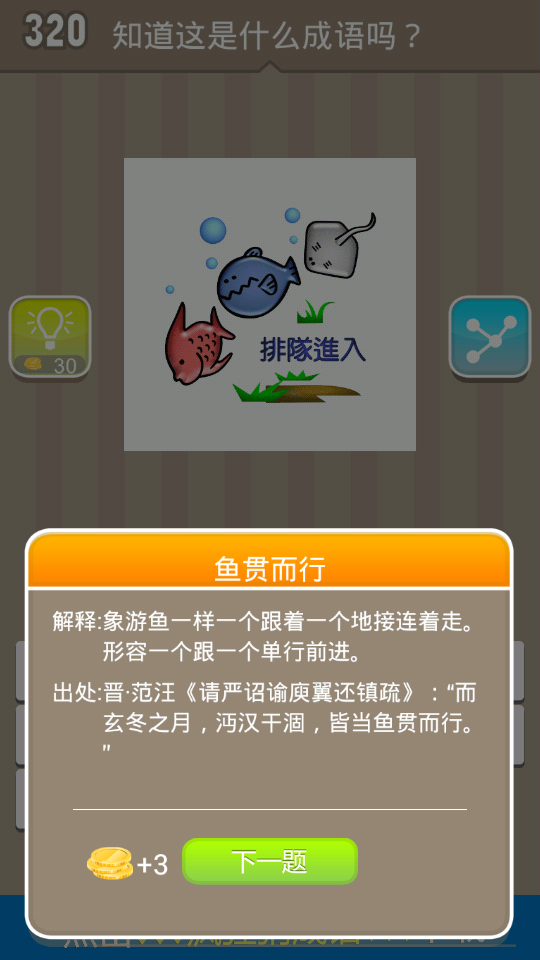 320 知道这是什么成语吗？
30
排隊進入
鱼贯而行
解释:象游鱼一样一个跟着一个地接连着走。
形容一个跟一个单行前进。
出处:晋·范汪《请严诏谕庾翼还镇疏》：“而
玄冬之月，沔汉干涸，皆当鱼贯而行。
”
+3
下一题